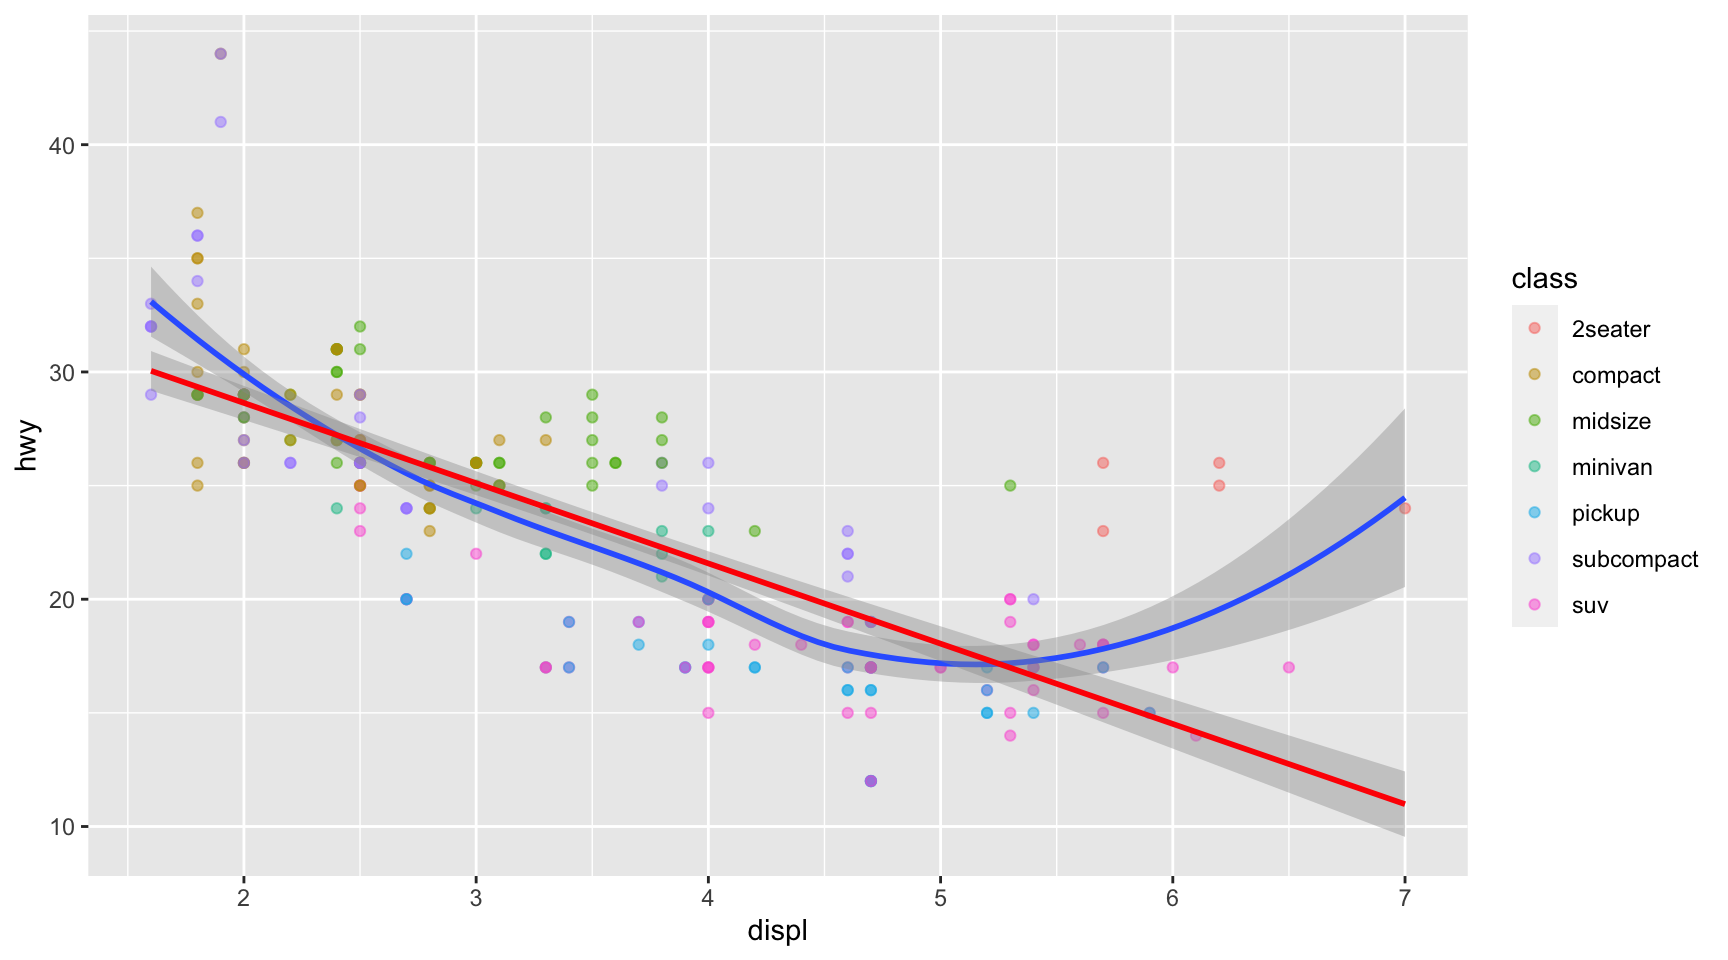 40
30
20
10
hwy
2 3 4 5 6 7
displ
class
2seater
compact
midsize
minivan
pickup
subcompact
suv